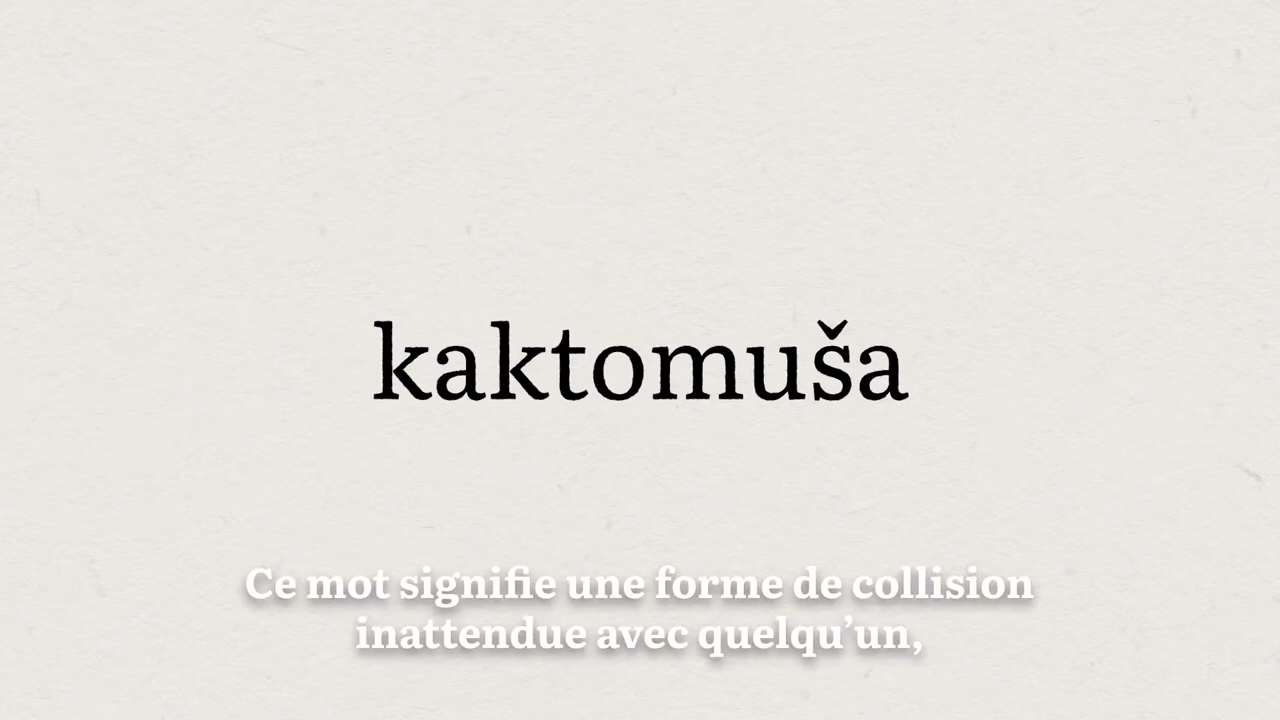 kaktomuša
Ce mot signifie une forme de collision
inattendue avec quelqu’un,